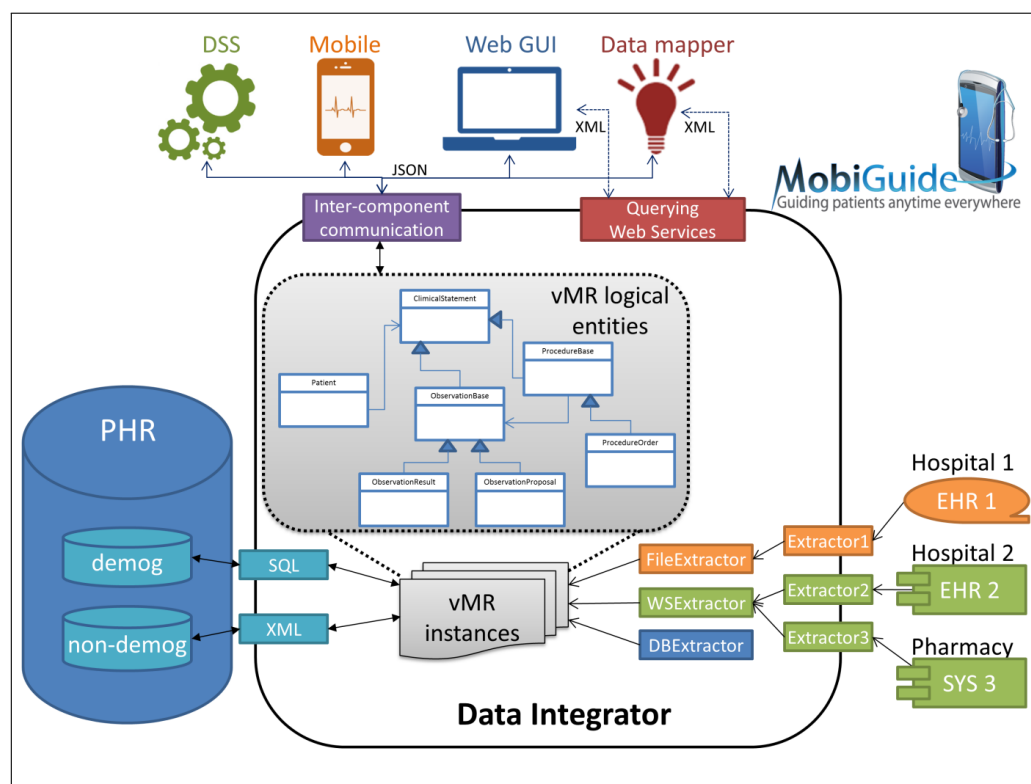 DSS
Mobile
Web GUI
Data mapper
XML
XML
JSON
MobiGuide
Guiding patients anytime everywhere
Inter-component
communication
Querying
Web Services
vMR logical
entities
ClinicalStatement
ProcedureBase
Patient
ObservationBase
ProcedureOrder
ObservationResult
ObservationProposal
PHR
demog
non-demog
SQL
XML
vMR
instances
FileExtractor
WSExtractor
DBExtractor
Extractor1
Extractor2
Extractor3
Hospital 1
EHR 1
Hospital 2
EHR 2
Pharmacy
SYS 3
Data Integrator